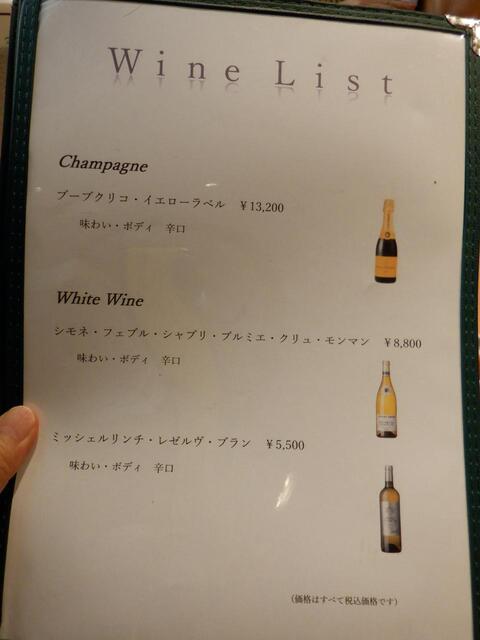 Wine List
Champagne
ブーブクリコ・イエローラベル ￥13,200
味わい・ボディ 辛口
White Wine
シモネ・フェブル・シャブリ・プルミエ・クリュ・モンマン ￥8,800
味わい・ボディ 辛口
ミッシェルリンチ・レゼルヴ・ブラン ￥5,500
味わい・ボディ 辛口
（価格はすべて税込価格です）